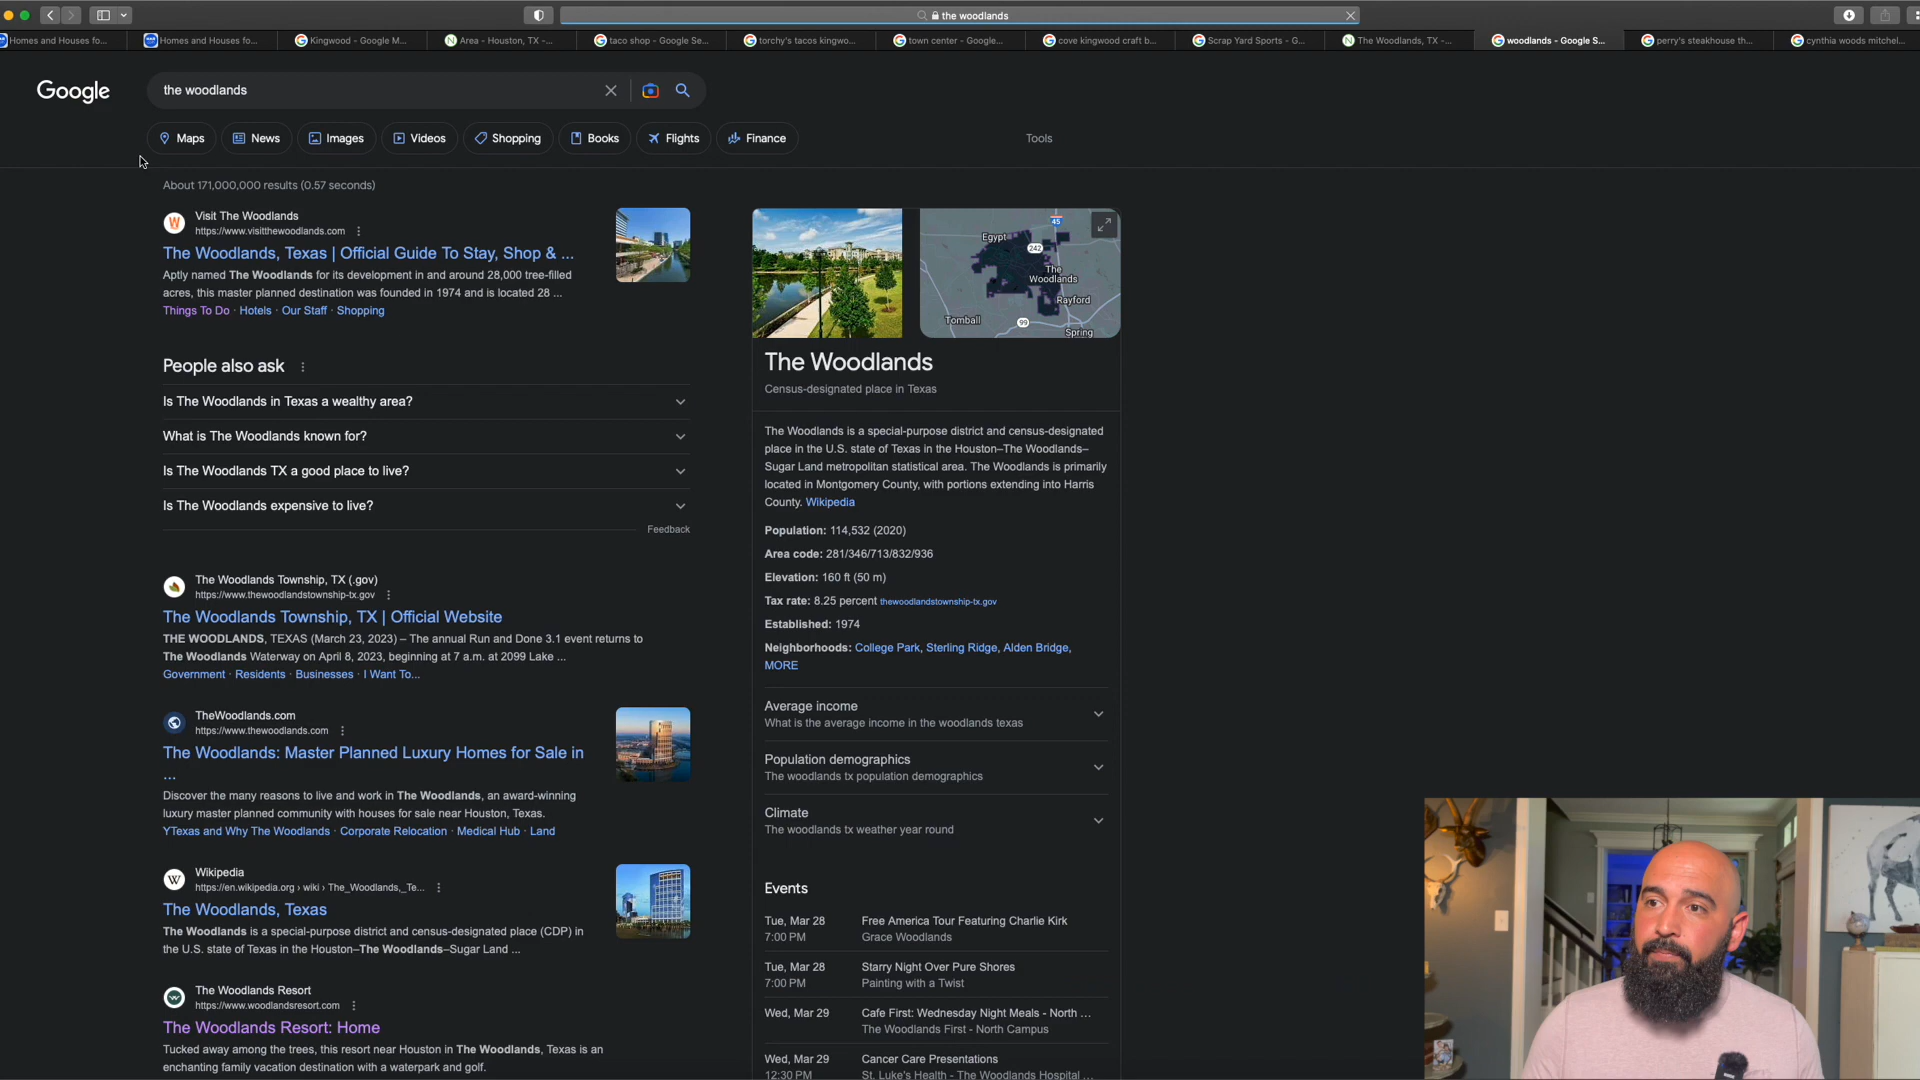 the woodlands
Homes and Houses fo...
Homes and Houses fo...
Kingwood - Google M...
Area - Houston, TX -...
taco shop - Google Se...
torchy's tacos kingwo...
town center - Google...
cove kingwood craft b...
Scrap Yard Sports - G...
The Woodlands, TX -...
woodlands - Google S...
perry's steakhouse th...
cynthia woods mitchel...
Google
the woodlands
Maps
News
Images
Videos
Shopping
Books
Flights
Finance
Tools
About 171,000,000 results (0.57 seconds)
Visit The Woodlands
https://www.visitthewoodlands.com
The Woodlands, Texas | Official Guide To Stay, Shop & ...
Aptly named The Woodlands for its development in and around 28,000 tree-filled
acres, this master planned destination was founded in 1974 and is located 28 ...
Things To Do · Hotels · Our Staff · Shopping
People also ask
Is The Woodlands in Texas a wealthy area?
What is The Woodlands known for?
Is The Woodlands TX a good place to live?
Is The Woodlands expensive to live?
Feedback
The Woodlands Township, TX (.gov)
https://www.thewoodlandstownship-tx.gov
The Woodlands Township, TX | Official Website
THE WOODLANDS, TEXAS (March 23, 2023) – The annual Run and Done 3.1 event returns to
The Woodlands Waterway on April 8, 2023, beginning at 7 a.m. at 2099 Lake ...
Government · Residents · Businesses · I Want To...
TheWoodlands.com
https://www.thewoodlands.com
The Woodlands: Master Planned Luxury Homes for Sale in
...
Discover the many reasons to live and work in The Woodlands, an award-winning
luxury master planned community with houses for sale near Houston, Texas.
YTexas and Why The Woodlands · Corporate Relocation · Medical Hub · Land
Wikipedia
https://en.wikipedia.org › wiki › The_Woodlands,_Te...
The Woodlands, Texas
The Woodlands is a special-purpose district and census-designated place (CDP) in
the U.S. state of Texas in the Houston–The Woodlands–Sugar Land ...
The Woodlands Resort
https://www.woodlandsresort.com
The Woodlands Resort: Home
Tucked away among the trees, this resort near Houston in The Woodlands, Texas is an
enchanting family vacation destination with a waterpark and golf.
45
Egypt
242
The
Woodlands
Rayford
Tomball
99
Spring
The Woodlands
Census-designated place in Texas
The Woodlands is a special-purpose district and census-designated
place in the U.S. state of Texas in the Houston–The Woodlands–
Sugar Land metropolitan statistical area. The Woodlands is primarily
located in Montgomery County, with portions extending into Harris
County. Wikipedia
Population: 114,532 (2020)
Area code: 281/346/713/832/936
Elevation: 160 ft (50 m)
Tax rate: 8.25 percent thewoodlandstownship-tx.gov
Established: 1974
Neighborhoods: College Park, Sterling Ridge, Alden Bridge,
MORE
Average income
What is the average income in the woodlands texas
Population demographics
The woodlands tx population demographics
Climate
The woodlands tx weather year round
Events
Tue, Mar 28
7:00 PM
Free America Tour Featuring Charlie Kirk
Grace Woodlands
Tue, Mar 28
7:00 PM
Starry Night Over Pure Shores
Painting with a Twist
Wed, Mar 29
Cafe First: Wednesday Night Meals - North ...
The Woodlands First - North Campus
Wed, Mar 29
12:30 PM
Cancer Care Presentations
St. Luke's Health - The Woodlands Hospital ...